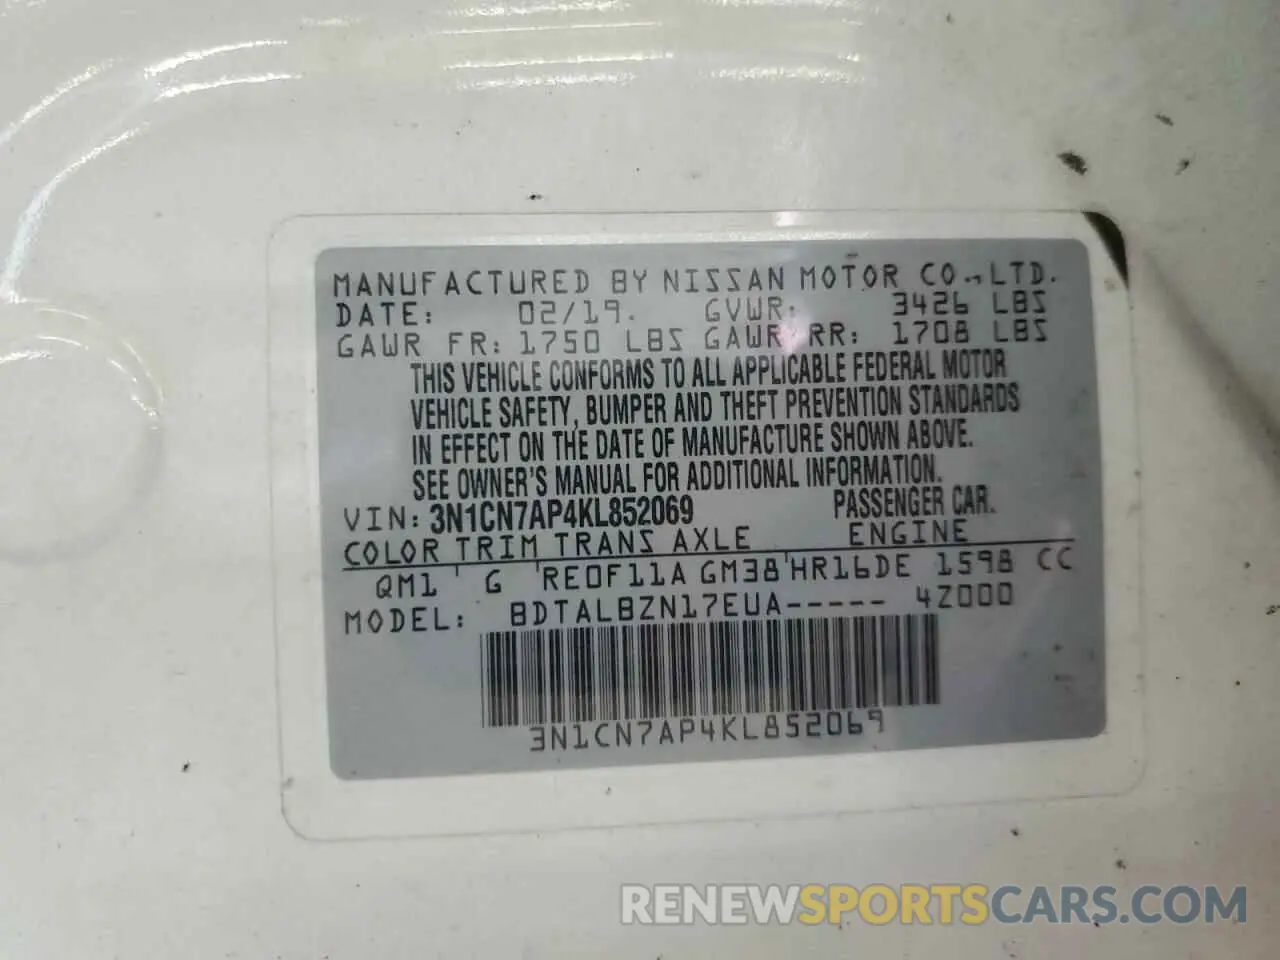 MANUFACTURED BY NISSAN MOTOR CO., LTD.
DATE: 02/19. GVWR: 3426 LBS
GAWR FR: 1750 LBS GAWR RR: 1708 LBS
THIS VEHICLE CONFORMS TO ALL APPLICABLE FEDERAL MOTOR
VEHICLE SAFETY, BUMPER AND THEFT PREVENTION STANDARDS
IN EFFECT ON THE DATE OF MANUFACTURE SHOWN ABOVE.
SEE OWNER'S MANUAL FOR ADDITIONAL INFORMATION.
VIN: 3N1CN7AP4KL852069 PASSENGER CAR.
COLOR TRIM TRANS AXLE ENGINE
QM1 ' G ' RE0F11A GM38 ' HR16DE 1598 CC
MODEL: BDTALBZN17EUA----- 4Z000
3N1CN7AP4KL852069
RENEWSPORTSCARS.COM